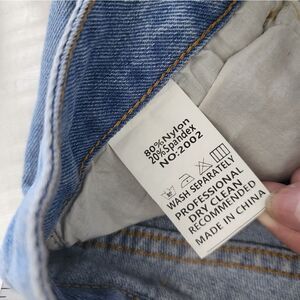 80%Nylon
20%Spandex
NO-2002
WASH SEPARATELY
PROFESSIONAL
DRY CLEAN
RECOMMENDED
MADE IN CHINA